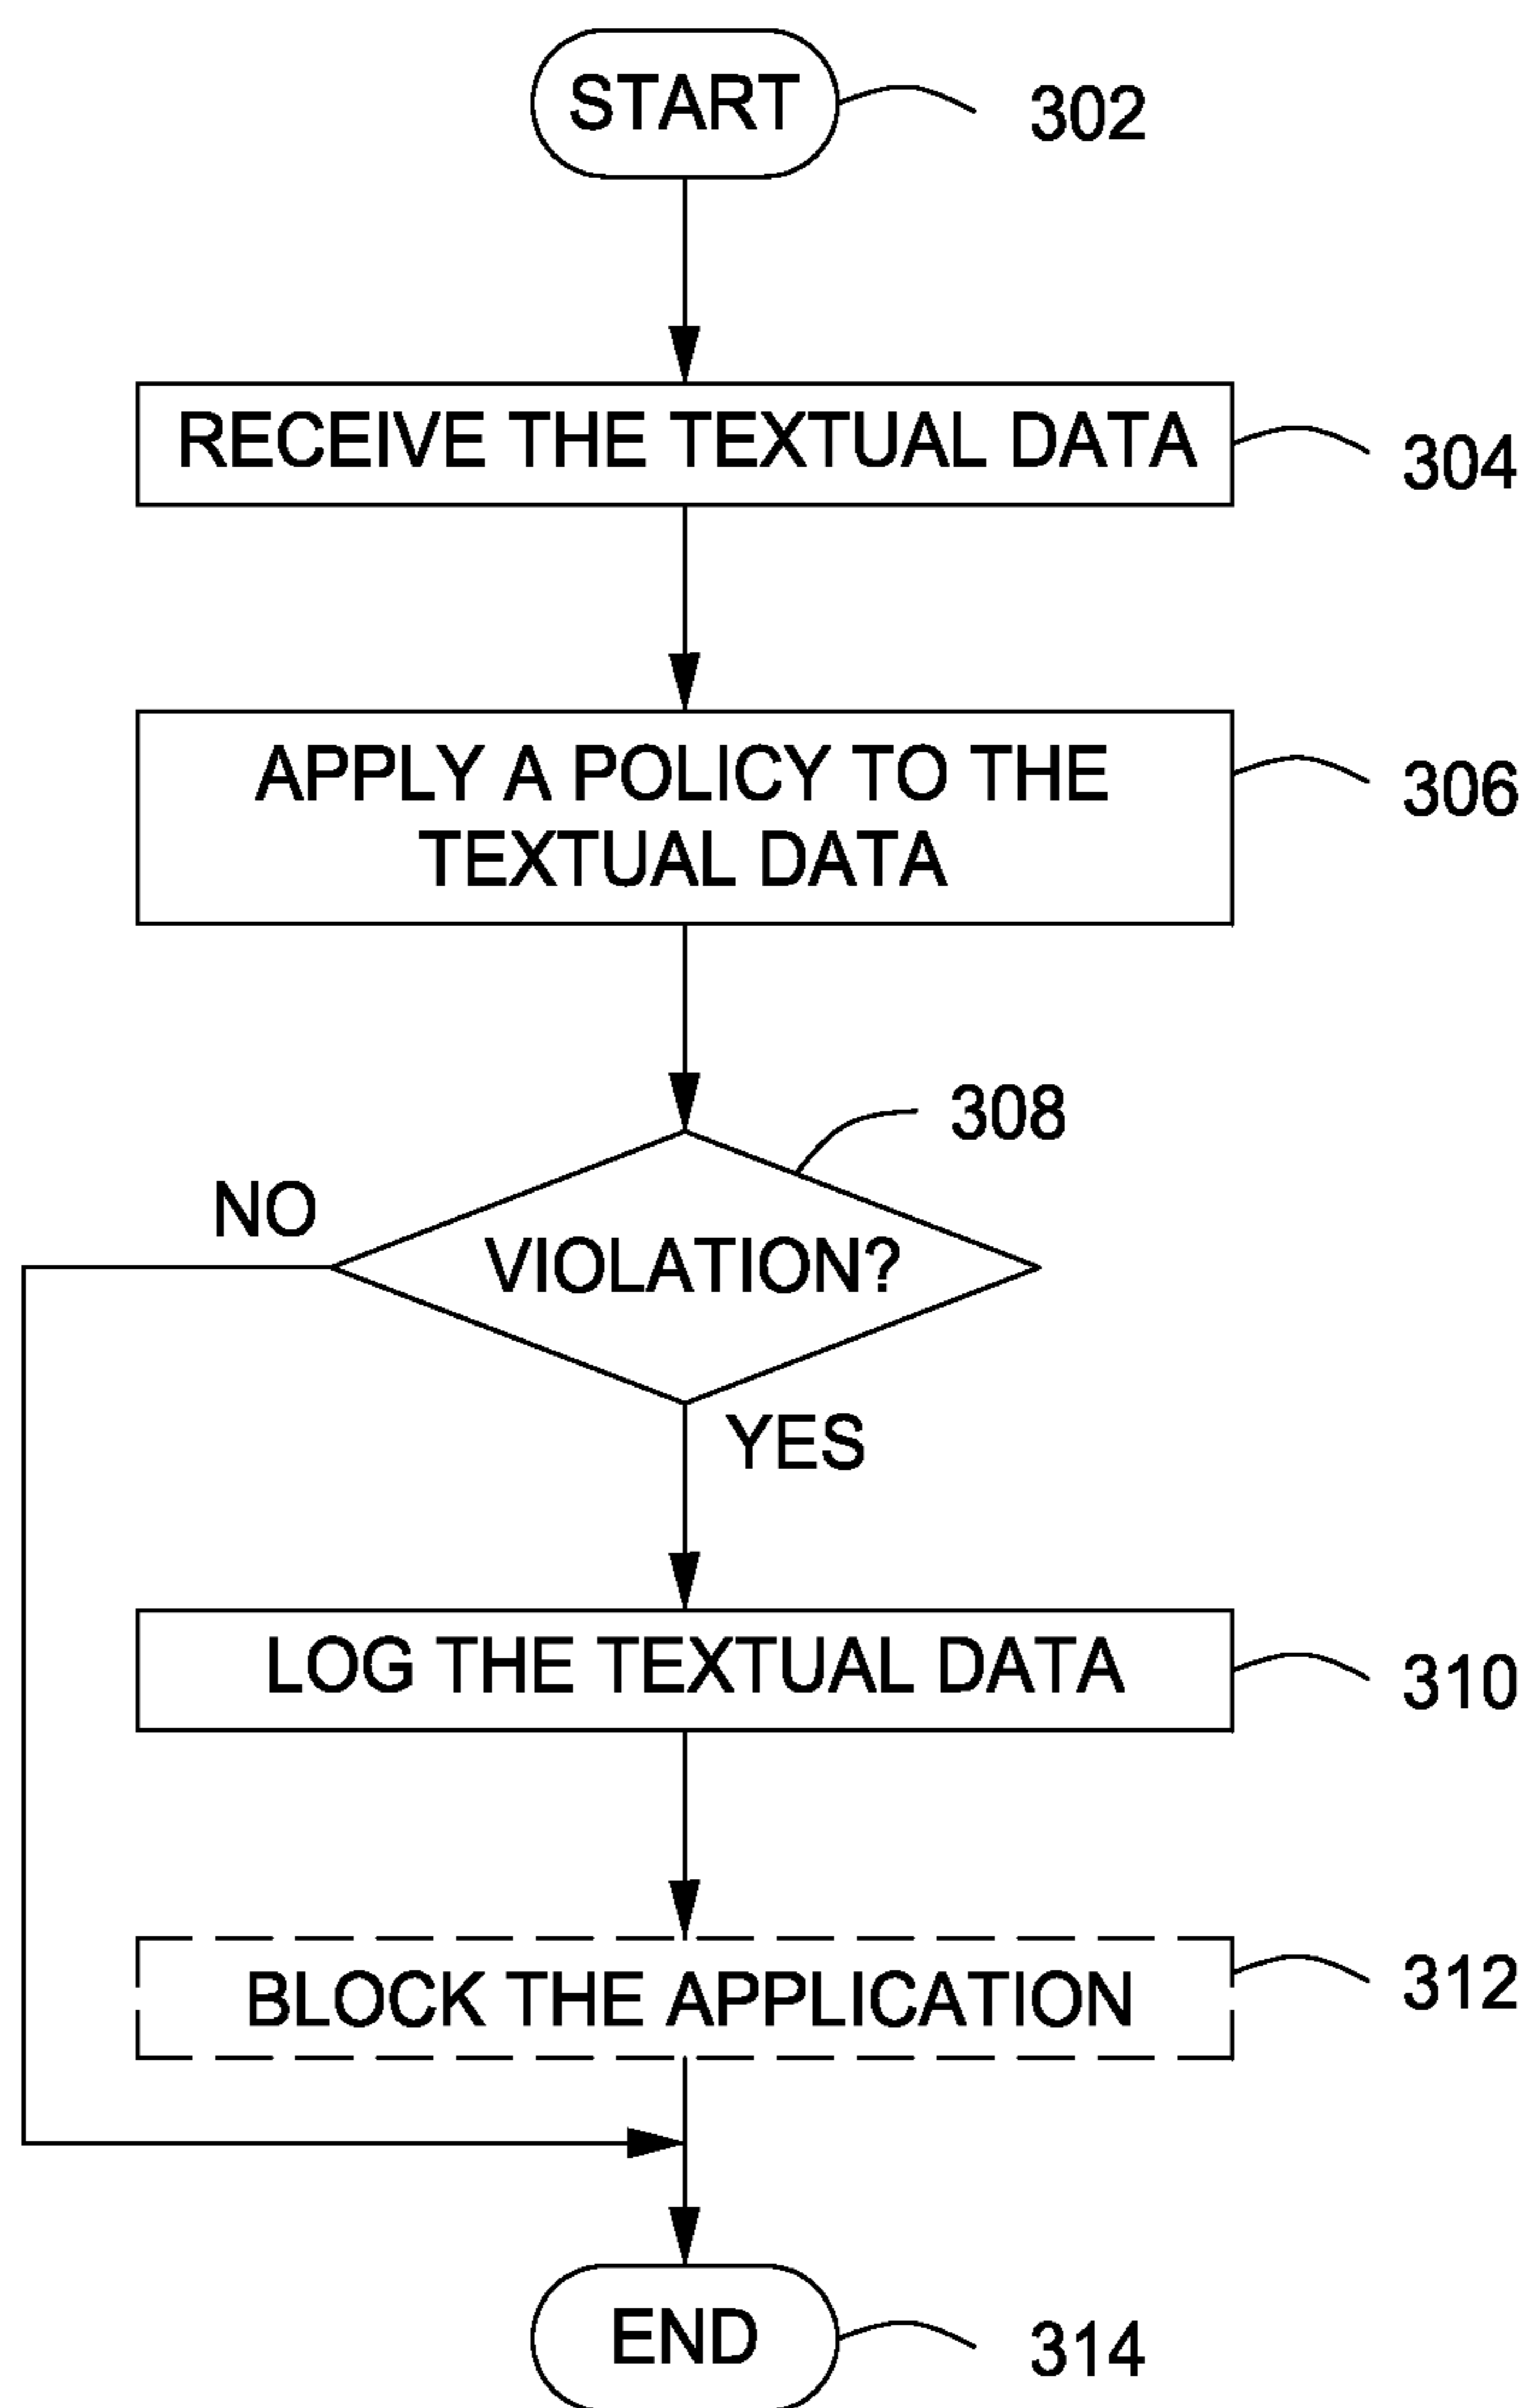 START
302
RECEIVE THE TEXTUAL DATA
304
APPLY A POLICY TO THE
TEXTUAL DATA
306
308
NO
VIOLATION?
YES
LOG THE TEXTUAL DATA
310
BLOCK THE APPLICATION
312
END
314